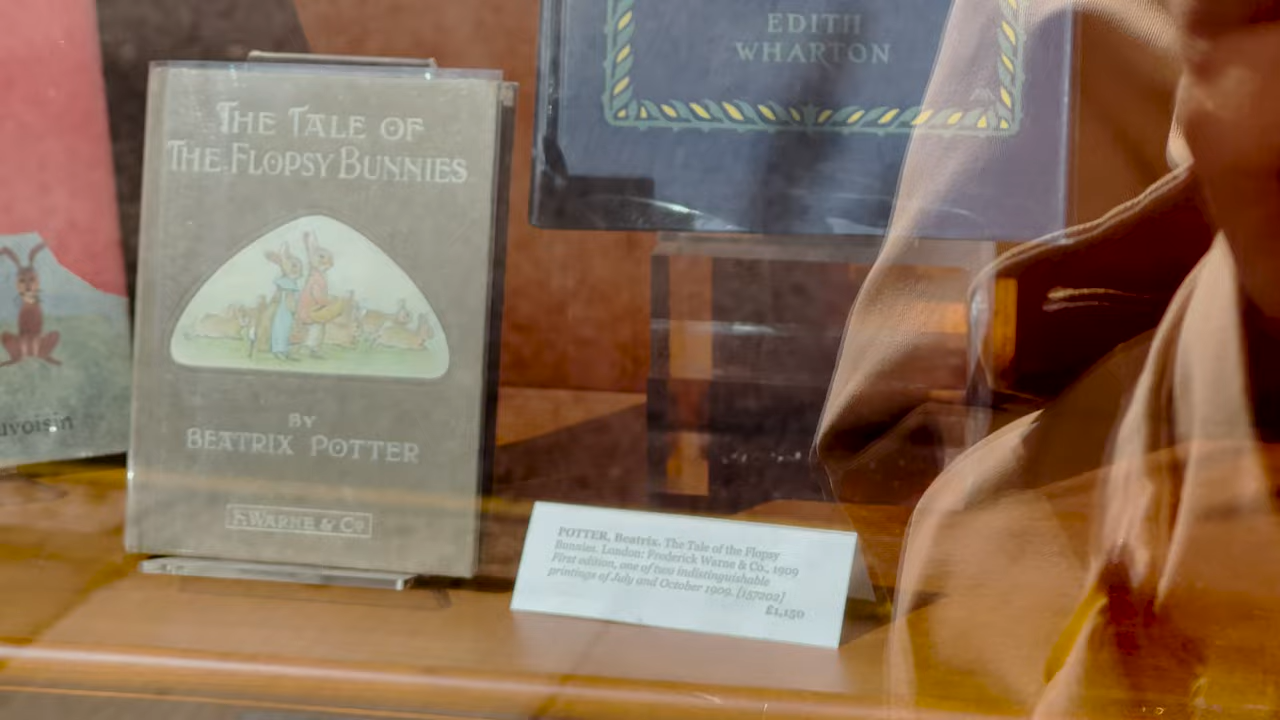 EDITH
WHARTON
THE TALE OF
THE FLOPSY BUNNIES
BY
BEATRIX POTTER
F. WARNE & Co
uvoisin
POTTER, Beatrix. The Tale of the Flopsy
Bunnies. London: Frederick Warne & Co., 1909
First edition, one of two indistinguishable
printings of July and October 1909. [157202]
£1,150